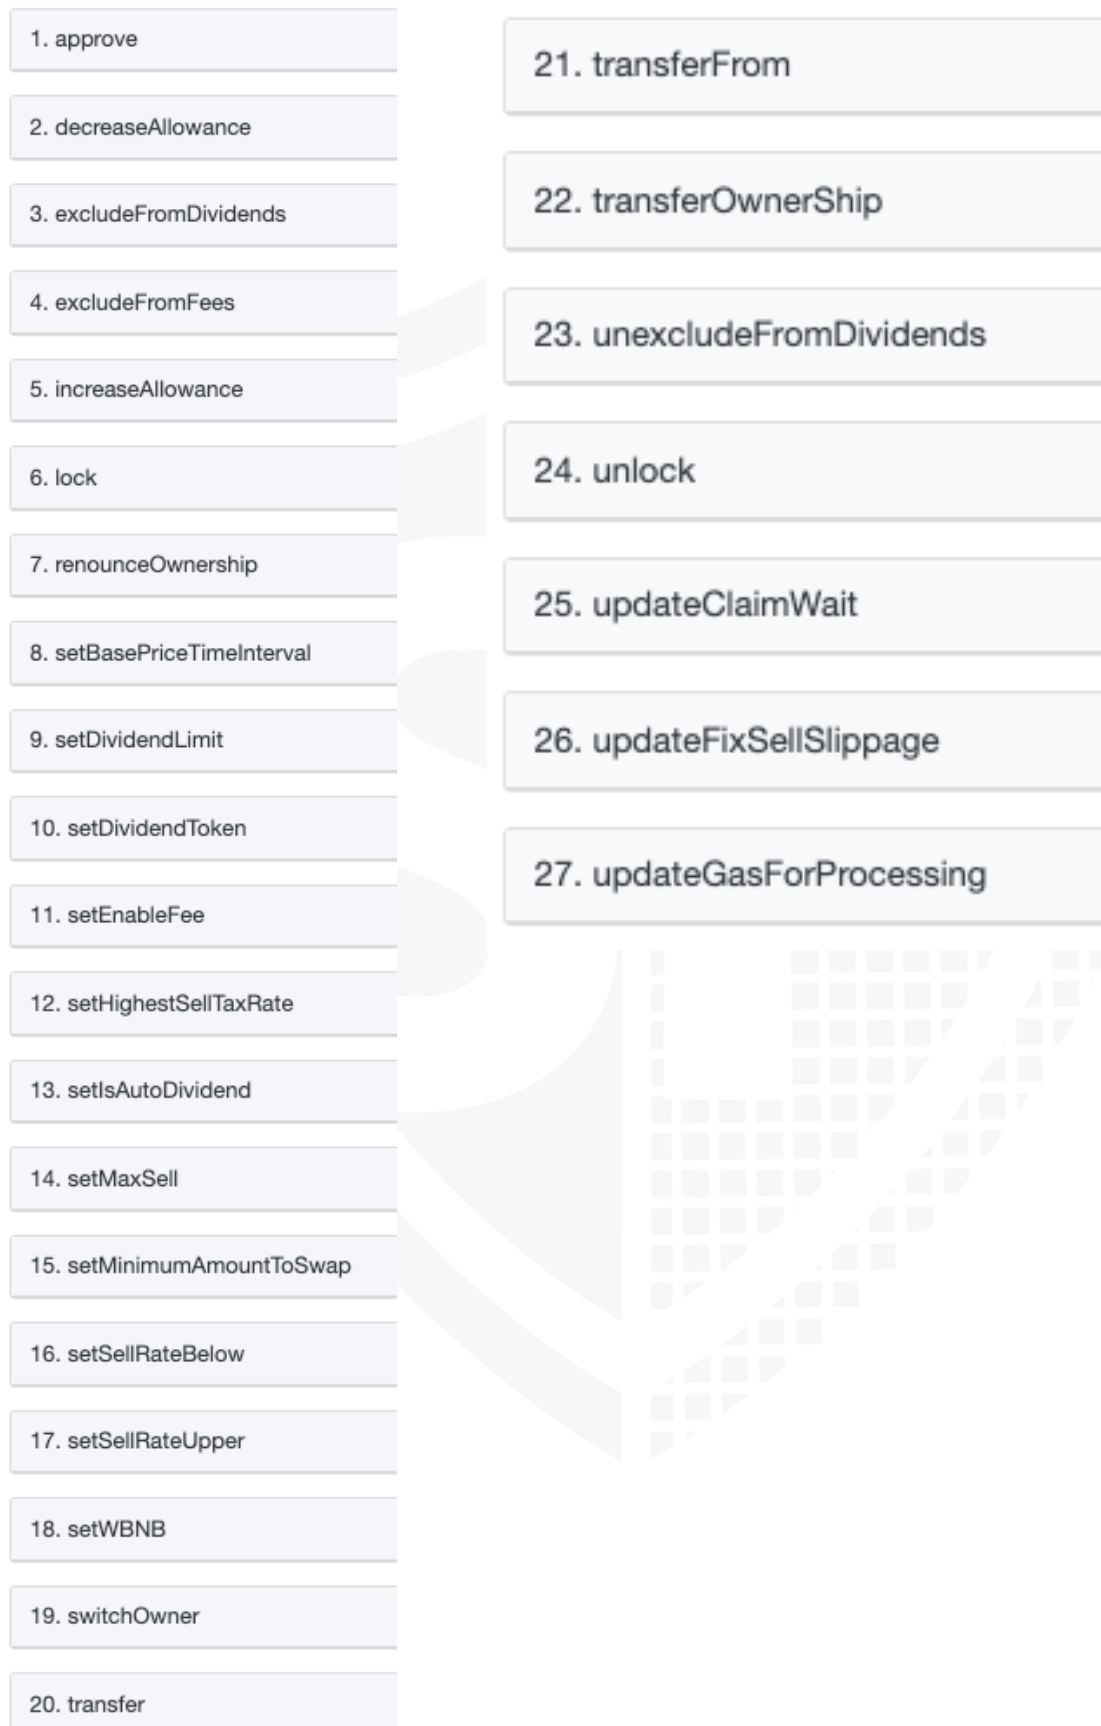 1. approve
2. decreaseAllowance
3. excludeFromDividends
4. excludeFromFees
5. increaseAllowance
6. lock
7. renounceOwnership
8. setBasePriceTimeInterval
9. setDividendLimit
10. setDividendToken
11. setEnableFee
12. setHighestSellTaxRate
13. setIsAutoDividend
14. setMaxSell
15. setMinimumAmountToSwap
16. setSellRateBelow
17. setSellRateUpper
18. setWBNB
19. switchOwner
20. transfer
21. transferFrom
22. transferOwnerShip
23. unexcludeFromDividends
24. unlock
25. updateClaimWait
26. updateFixSellSlippage
27. updateGasForProcessing